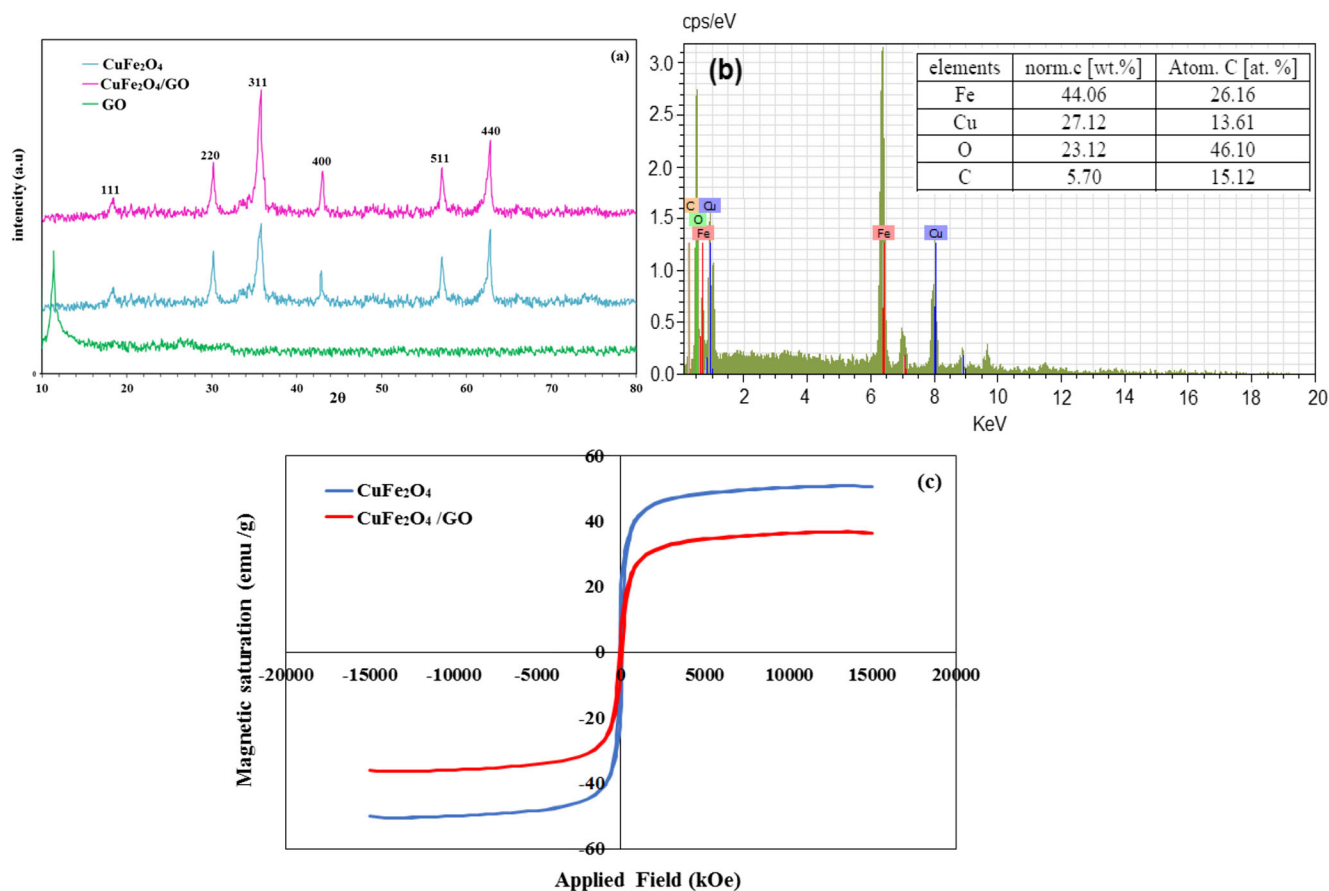 (a)
CuFe₂O₄
CuFe₂O₄/GO
GO
311
220
440
400
511
111
intencity (a.u)
0
10 20 30 40 50 60 70 80
2θ
cps/eV
(b)
3.0
2.5
2.0
1.5
1.0
0.5
0.0
elements norm.c [wt.%] Atom. C [at. %]
Fe 44.06 26.16
Cu 27.12 13.61
O 23.12 46.10
C 5.70 15.12
C Cu
O
Fe Fe Cu
2 4 6 8 10 12 14 16 18 20
KeV
(c)
CuFe₂O₄
CuFe₂O₄ /GO
Magnetic saturation (emu /g)
60
40
20
0
-20
-40
-60
-20000 -15000 -10000 -5000 0 5000 10000 15000 20000
Applied Field (kOe)